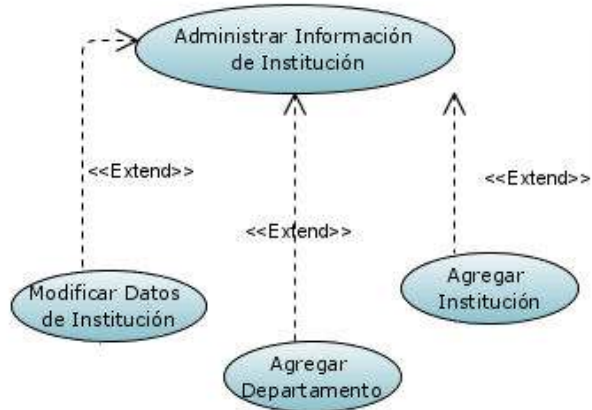 Administrar Información
de Institución
<<Extend>>
<<Extend>>
<<Extend>>
Modificar Datos
de Institución
Agregar
Institución
Agregar
Departamento